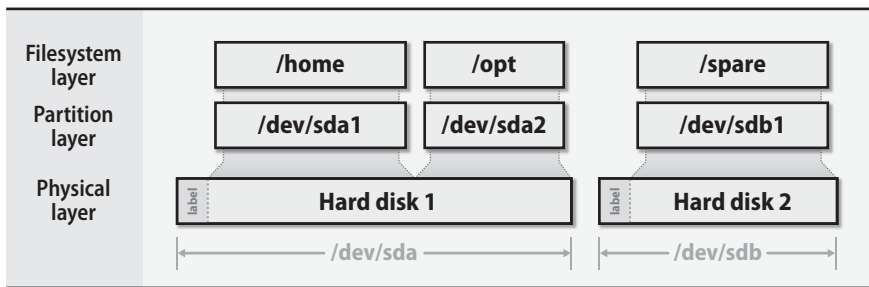 Filesystem
layer
/home
/opt
/spare
Partition
layer
/dev/sda1
/dev/sda2
/dev/sdb1
Physical
layer
label
Hard disk 1
label
Hard disk 2
/dev/sda
/dev/sdb